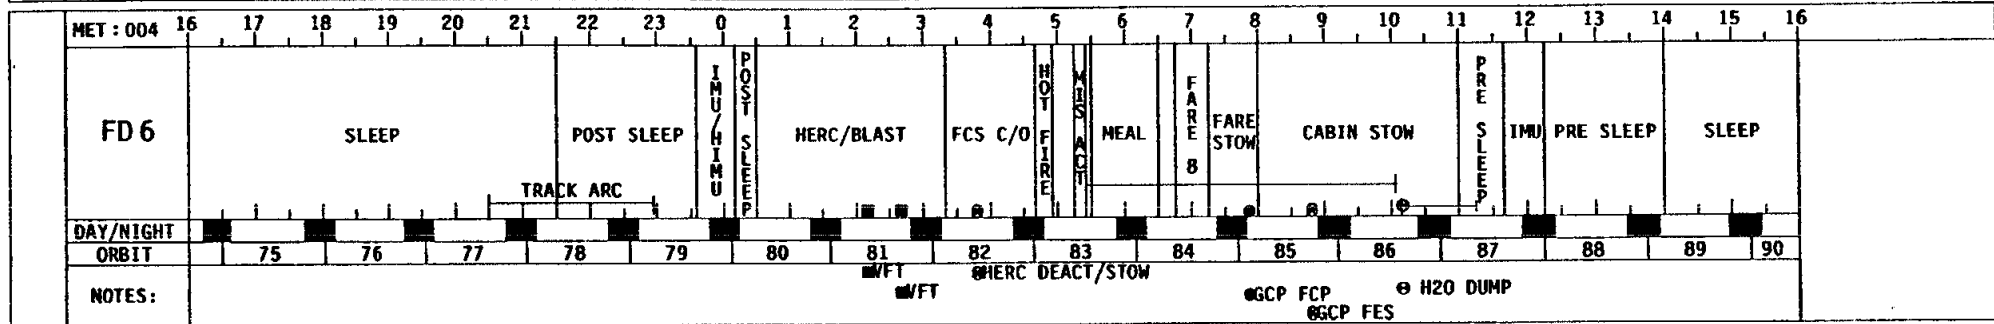 MET : 004 16 17 18 19 20 21 22 23 0 1 2 3 4 5 6 7 8 9 10 11 12 13 14 15 16
FD 6 SLEEP POST SLEEP IMU/HIMU POST SLEEP HERC/BLAST FCS C/O HOT FIRE MIS ACT MEAL FARE 8 FARE STOW CABIN STOW PRE SLEEP IMU PRE SLEEP SLEEP
TRACK ARC
DAY/NIGHT
ORBIT 75 76 77 78 79 80 81 82 83 84 85 86 87 88 89 90
VFT HERC DEACT/STOW
NOTES: VFT GCP FCP H2O DUMP
GCP FES